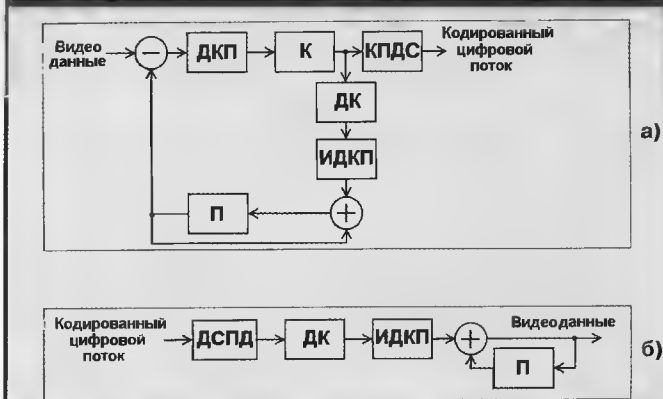 Видео
данные
−
ДКП
К
КПДС
Кодированный
цифровой
поток
ДК
ИДКП
+
П
а)
Кодированный
цифровой
поток
ДСПД
ДК
ИДКП
+
П
Видеоданные
б)